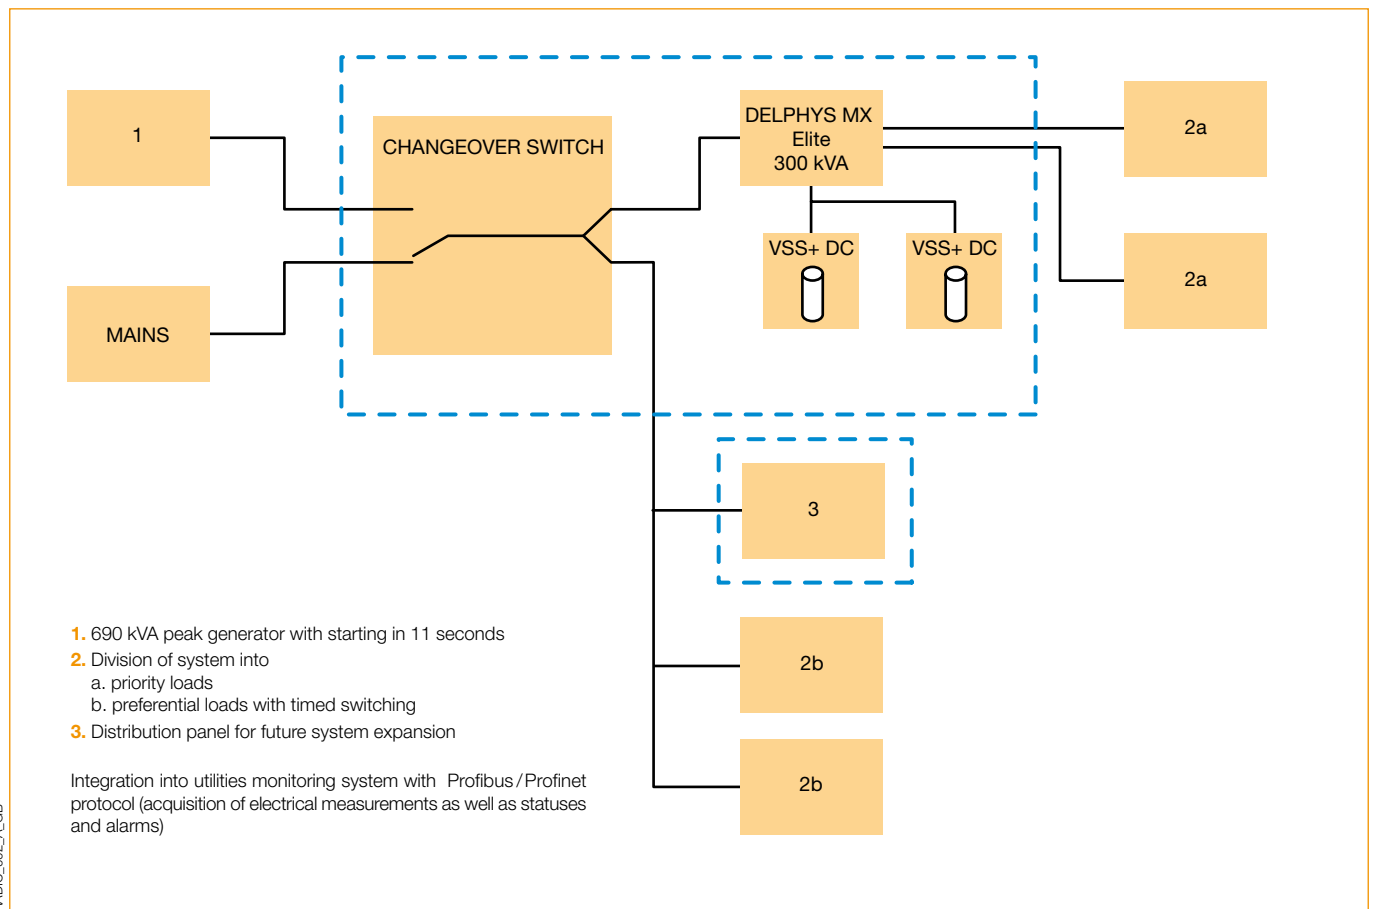 1
CHANGEOVER SWITCH
DELPHYS MX
Elite
300 kVA
2a
VSS+ DC
VSS+ DC
2a
MAINS
3
1. 690 kVA peak generator with starting in 11 seconds
2. Division of system into
a. priority loads
b. preferential loads with timed switching
3. Distribution panel for future system expansion
2b
Integration into utilities monitoring system with Profibus/Profinet
protocol (acquisition of electrical measurements as well as statuses
and alarms)
2b